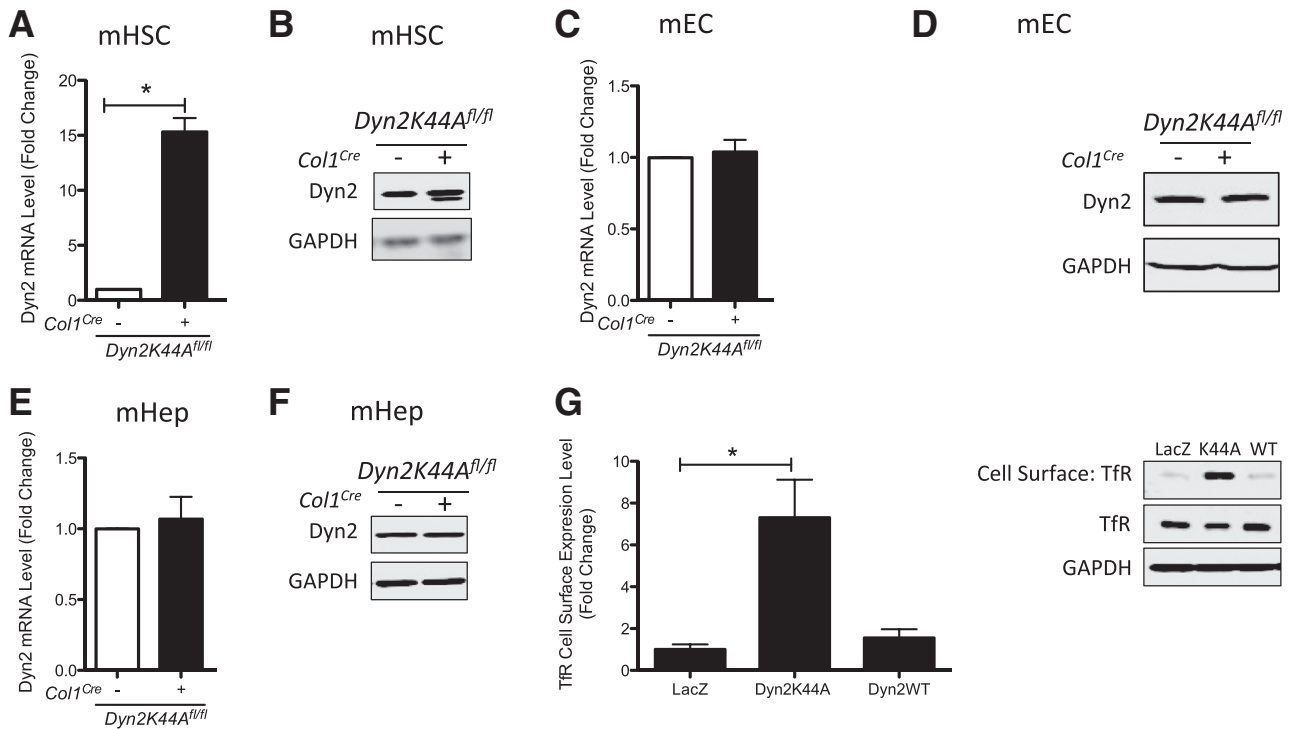 A
mHSC
Dyn2 mRNA Level (Fold Change)
20
15
10
5
0
*
Col1Cre - +
Dyn2K44Afl/fl
B
mHSC
Dyn2K44Afl/fl
Col1Cre - +
Dyn2
GAPDH
C
mEC
Dyn2 mRNA Level (Fold Change)
1.5
1.0
0.5
0.0
Col1Cre - +
Dyn2K44Afl/fl
D
mEC
Dyn2K44Afl/fl
Col1Cre - +
Dyn2
GAPDH
E
mHep
Dyn2 mRNA Level (Fold Change)
1.5
1.0
0.5
0.0
Col1Cre - +
Dyn2K44Afl/fl
F
mHep
Dyn2K44Afl/fl
Col1Cre - +
Dyn2
GAPDH
G
TfR Cell Surface Expresion Level
(Fold Change)
10
8
6
4
2
0
*
LacZ Dyn2K44A Dyn2WT
LacZ K44A WT
Cell Surface: TfR
TfR
GAPDH